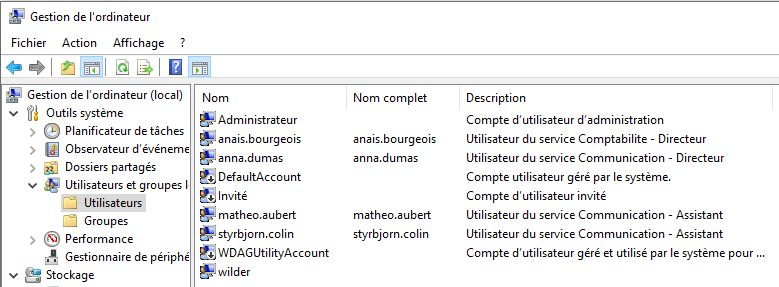 Gestion de l'ordinateur
Fichier Action Affichage ?
Gestion de l'ordinateur (local)
Outils système
Planificateur de tâches
Observateur d'événeme
Dossiers partagés
Utilisateurs et groupes l
Utilisateurs
Groupes
Performance
Gestionnaire de périphé
Stockage
Nom Nom complet Description
Administrateur Compte d'utilisateur d'administration
anais.bourgeois anais.bourgeois Utilisateur du service Comptabilite - Directeur
anna.dumas anna.dumas Utilisateur du service Communication - Directeur
DefaultAccount Compte utilisateur géré par le système.
Invité Compte d'utilisateur invité
matheo.aubert matheo.aubert Utilisateur du service Communication - Assistant
styrbjorn.colin styrbjorn.colin Utilisateur du service Communication - Assistant
WDAGUtilityAccount Compte d'utilisateur géré et utilisé par le système pour ...
wilder